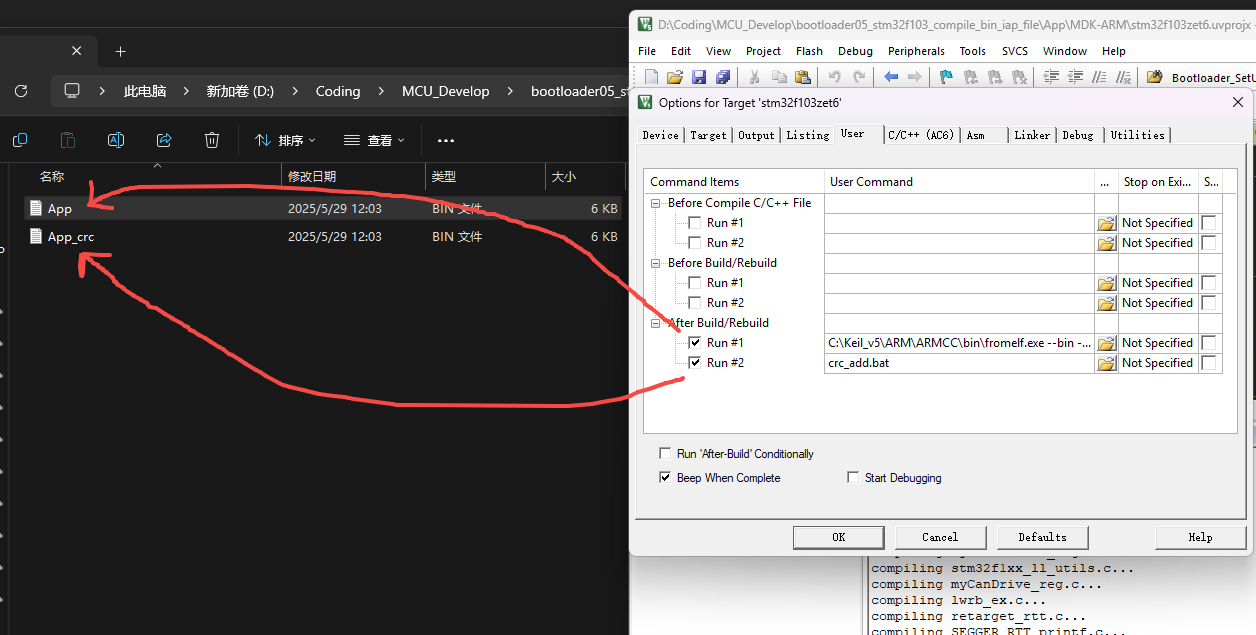 D:\Coding\MCU_Develop\bootloader05_stm32f103_compile_bin_iap_file\App\MDK-ARM\stm32f103zet6.uvprojx -
File Edit View Project Flash Debug Peripherals Tools SVCS Window Help
Bootloader_SetU
此电脑 > 新加卷 (D:) > Coding > MCU_Develop > bootloader05_st
排序 查看
名称 修改日期 类型 大小
App 2025/5/29 12:03 BIN 文件 6 KB
App_crc 2025/5/29 12:03 BIN 文件 6 KB
Options for Target 'stm32f103zet6'
Device Target Output Listing User C/C++ (AC6) Asm Linker Debug Utilities
Command Items User Command ... Stop on Exi... S...
Before Compile C/C++ File
Run #1 Not Specified
Run #2 Not Specified
Before Build/Rebuild
Run #1 Not Specified
Run #2 Not Specified
After Build/Rebuild
Run #1 C:\Keil_v5\ARM\ARMCC\bin\fromelf.exe --bin -... Not Specified
Run #2 crc_add.bat Not Specified
Run 'After-Build' Conditionally
Beep When Complete Start Debugging
OK Cancel Defaults Help
compiling stm32f1xx_ll_utils.c...
compiling myCanDrive_reg.c...
compiling lwrb_ex.c...
compiling retarget_rtt.c...
compiling SEGGER_RTT_printf.c...